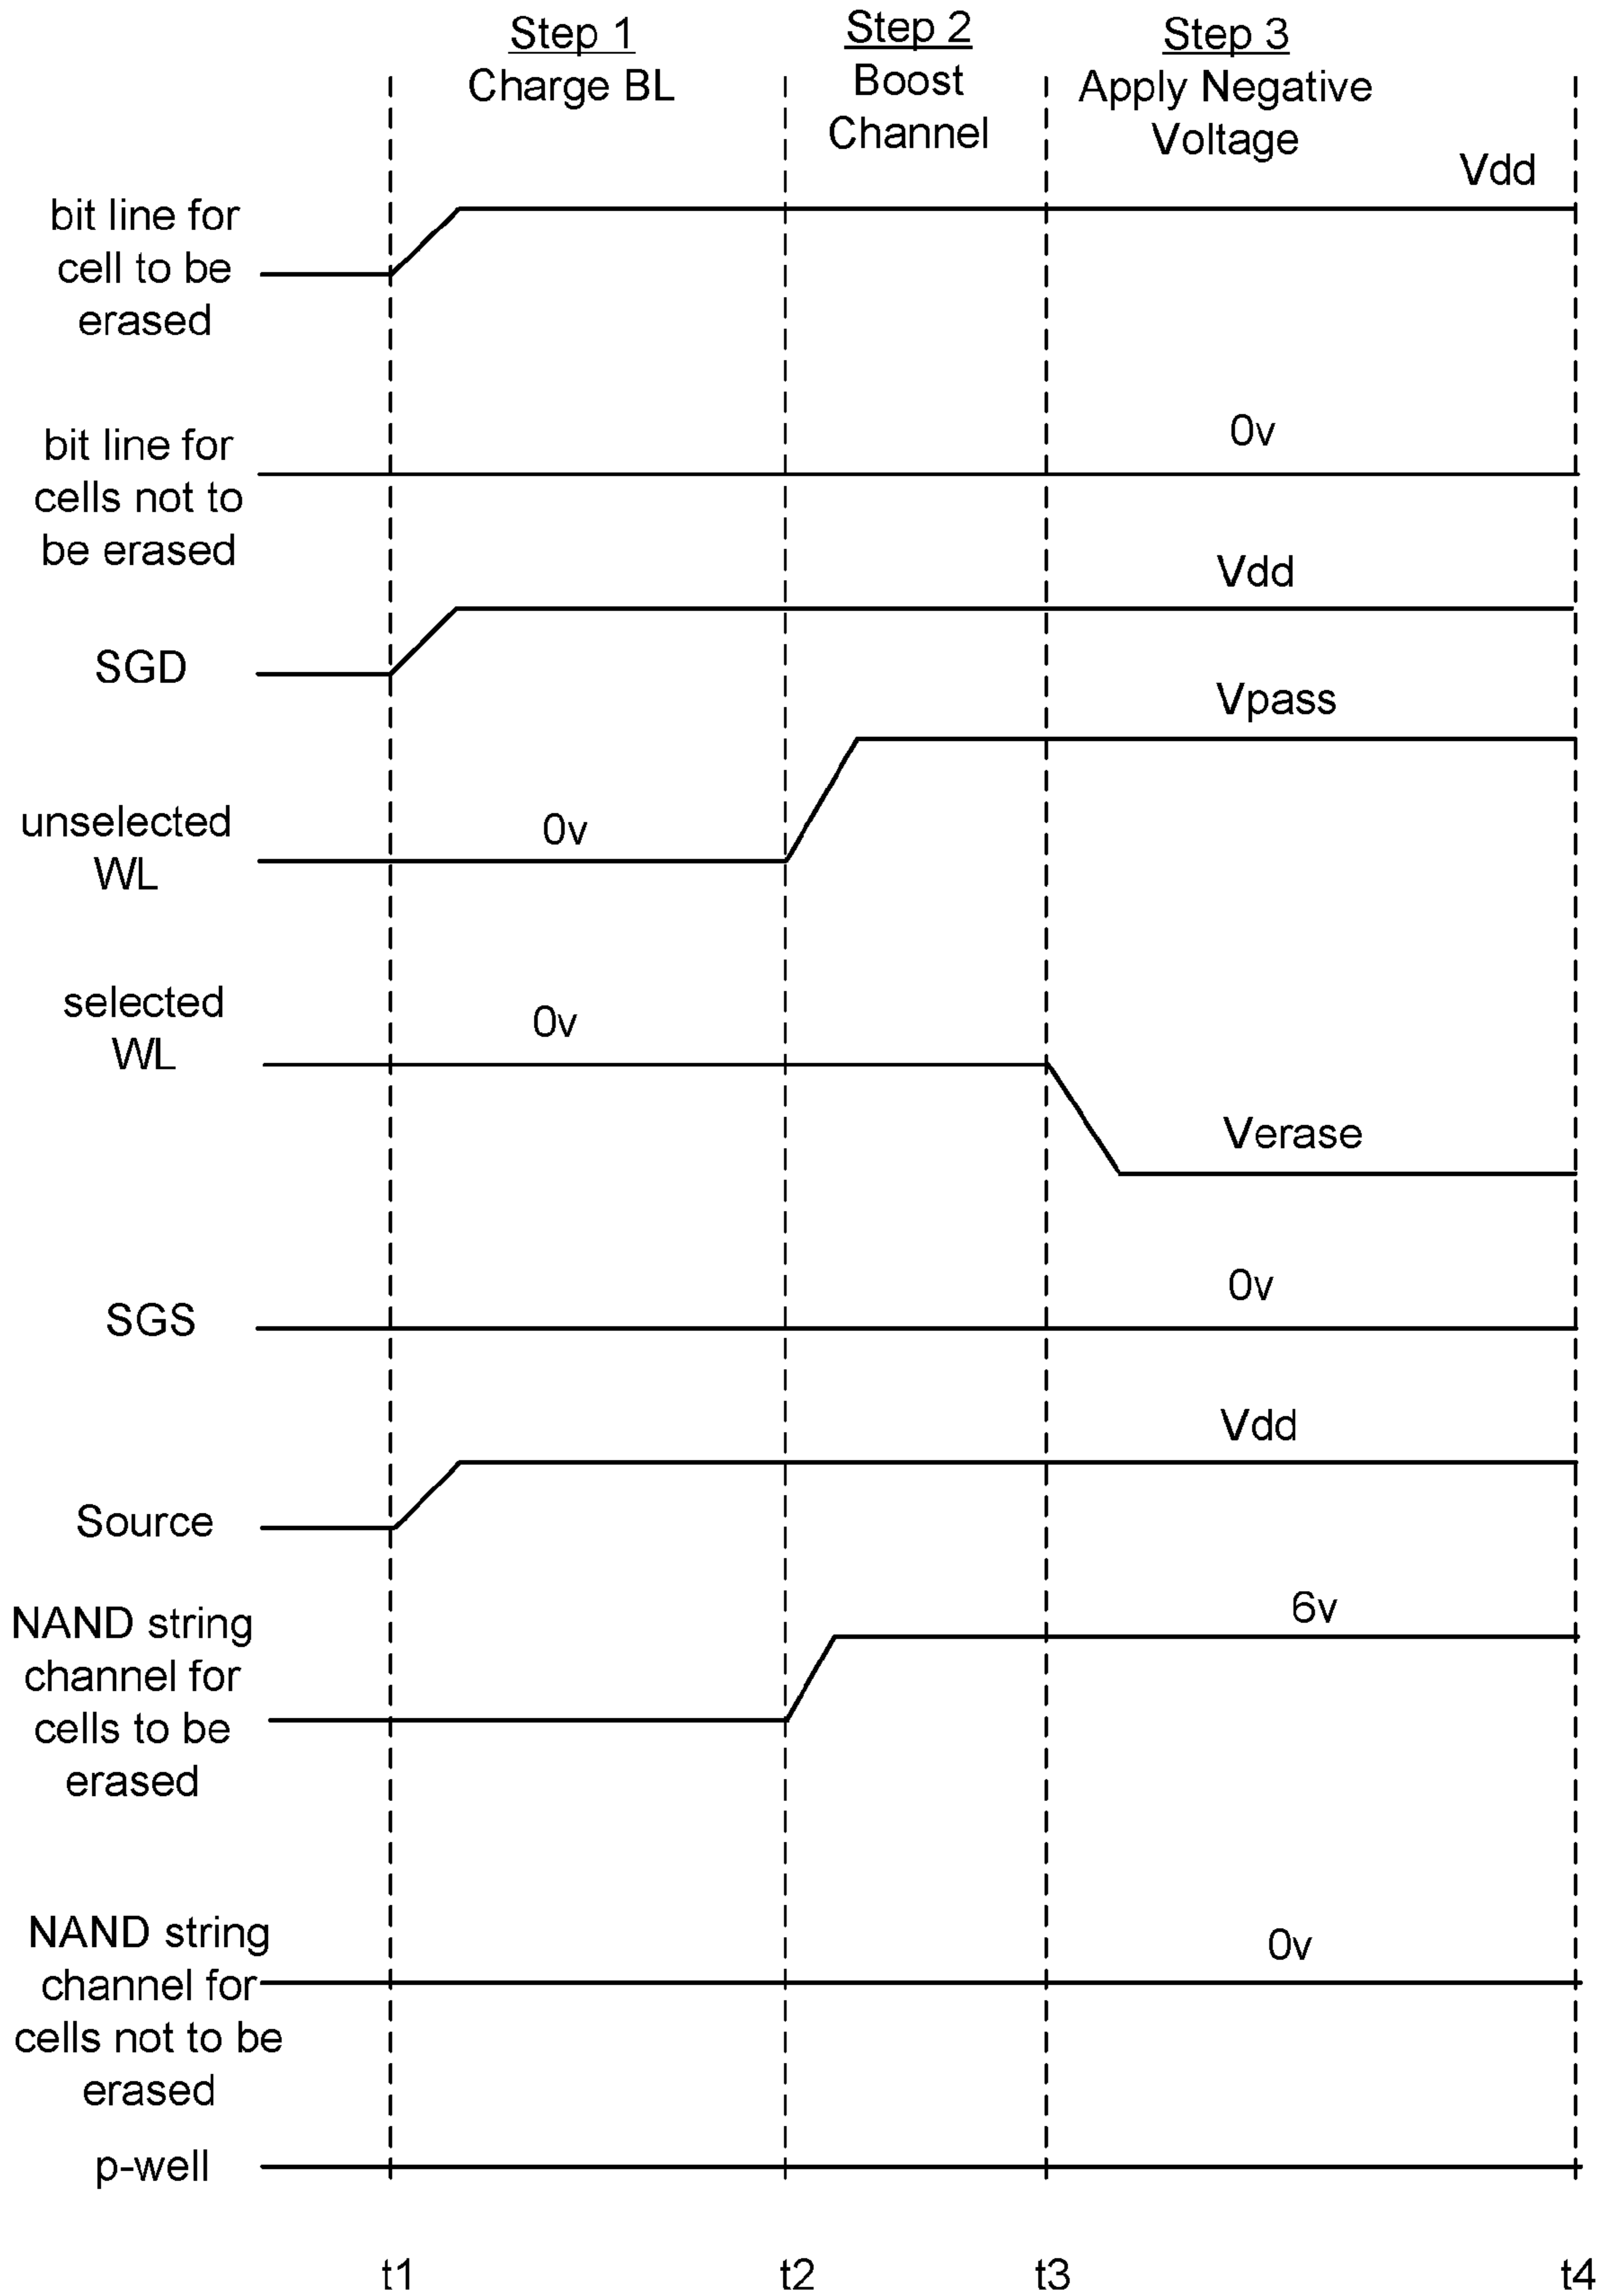 Step 1
Charge BL
Step 2
Boost
Channel
Step 3
Apply Negative
Voltage
Vdd
bit line for
cell to be
erased
0v
bit line for
cells not to
be erased
Vdd
SGD
Vpass
unselected
WL
0v
selected
WL
0v
Verase
0v
SGS
Vdd
Source
6v
NAND string
channel for
cells to be
erased
NAND string
channel for
cells not to be
erased
0v
p-well
t1
t2
t3
t4